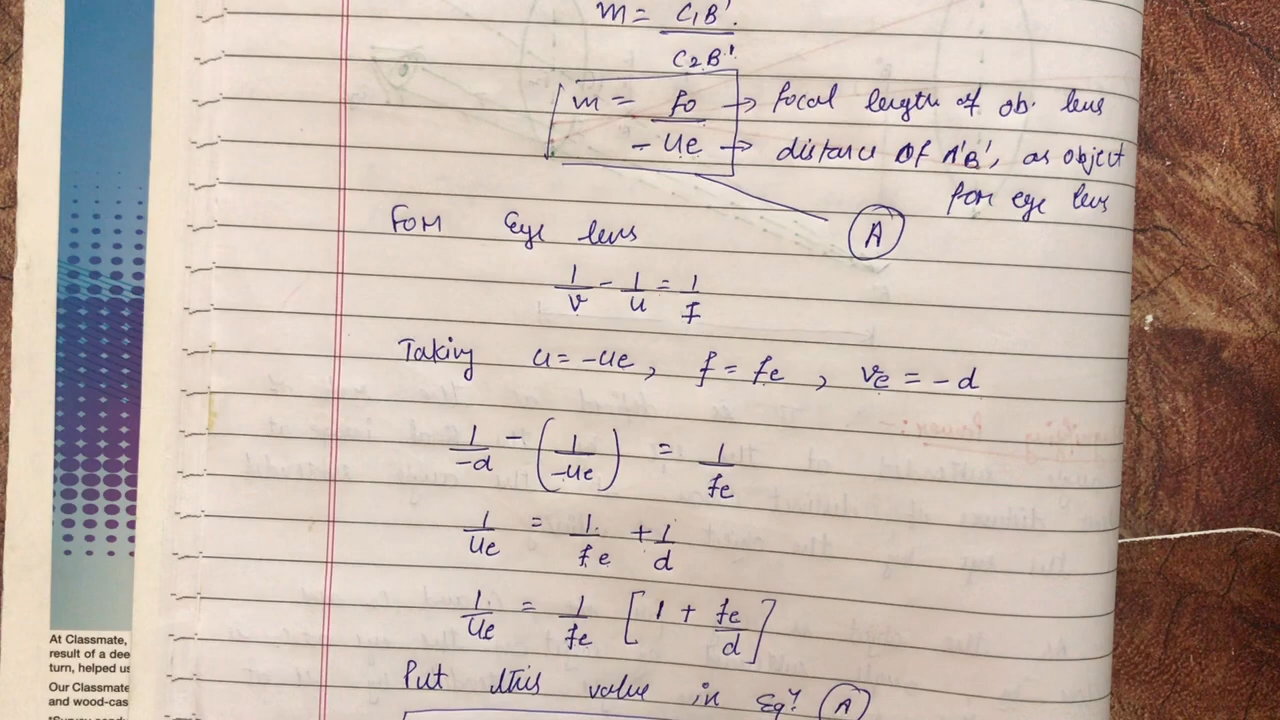 m = C₁B'
C₂B'
m = fo → focal length of ob. lens
-ue → distance of A'B', as object
for eye lens
A
For Eye lens
1/v - 1/u = 1/f
Taking u = -ue, f = fe, ve = -d
1/-d - (1/-ue) = 1/fe
1/ue = 1/fe + 1/d
1/ue = 1/fe [1 + fe/d]
Put this value in Eqⁿ (A)
At Classmate,
result of a dee
turn, helped us
Our Classmate
and wood-cas